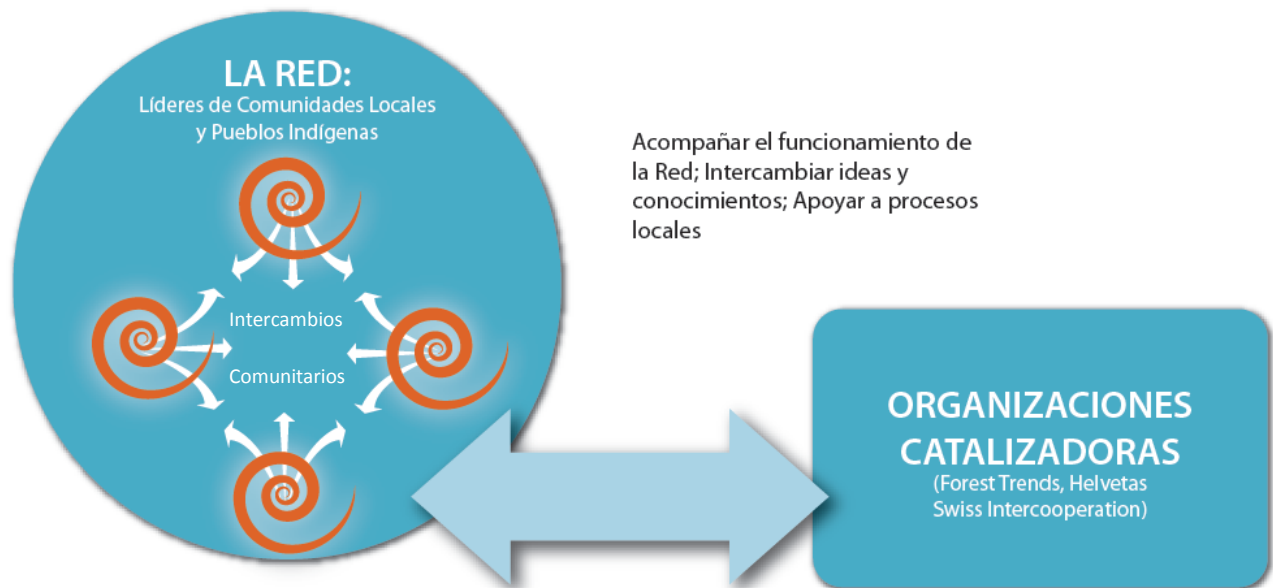 LA RED:
Líderes de Comunidades Locales
y Pueblos Indígenas
Intercambios
Comunitarios
Acompañar el funcionamiento de
la Red; Intercambiar ideas y
conocimientos; Apoyar a procesos
locales
ORGANIZACIONES
CATALIZADORAS
(Forest Trends, Helvetas
Swiss Intercooperation)